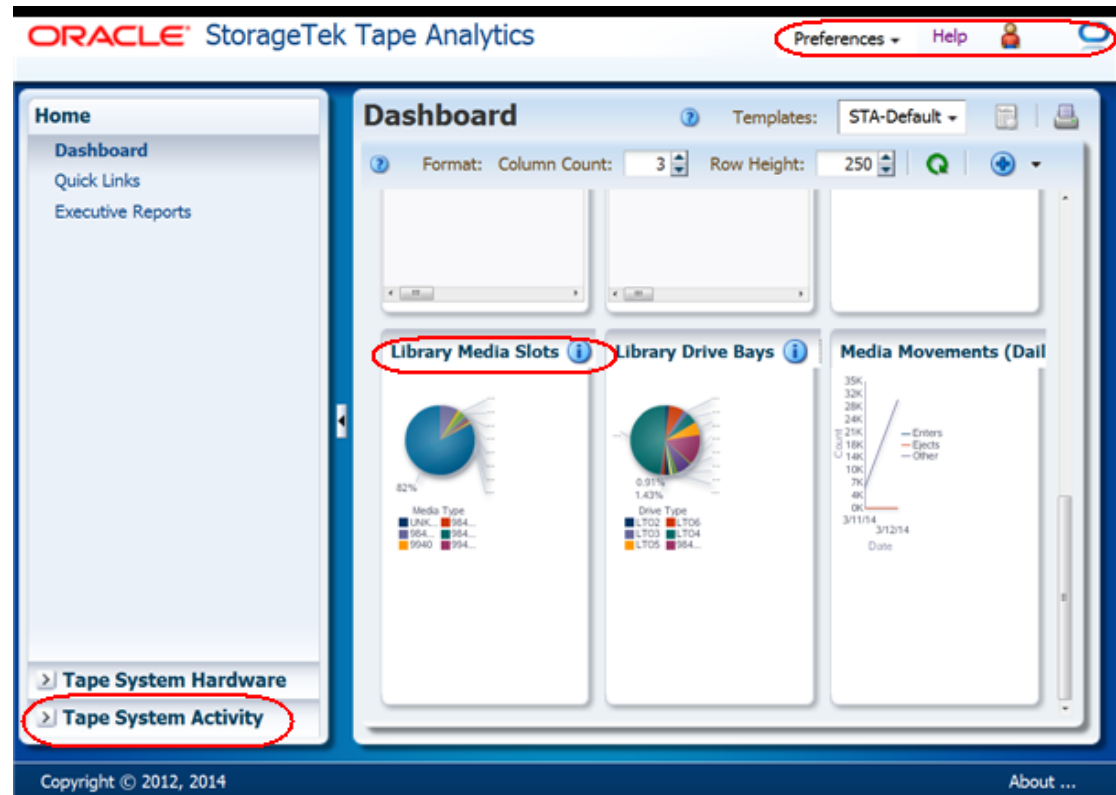 ORACLE StorageTek Tape Analytics
Preferences Help
Home
Dashboard
Quick Links
Executive Reports
Tape System Hardware
Tape System Activity
Dashboard Templates: STA-Default
Format: Column Count: 3 Row Height: 250
Library Media Slots
82%
Media Type
UNK... 984...
984... 984...
9940 994...
Library Drive Bays
0.91%
1.43%
Drive Type
LTO2 LTO6
LTO3 LTO4
LTO5 984...
Media Movements (Dail
35K
32K
28K
24K
21K
18K
14K
10K
7K
4K
0K
Count
Enters
Ejects
Other
3/11/14
3/12/14
Date
Copyright © 2012, 2014 About ...